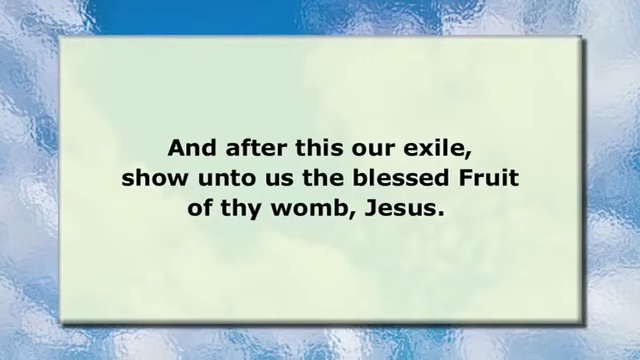 And after this our exile,
show unto us the blessed Fruit
of thy womb, Jesus.